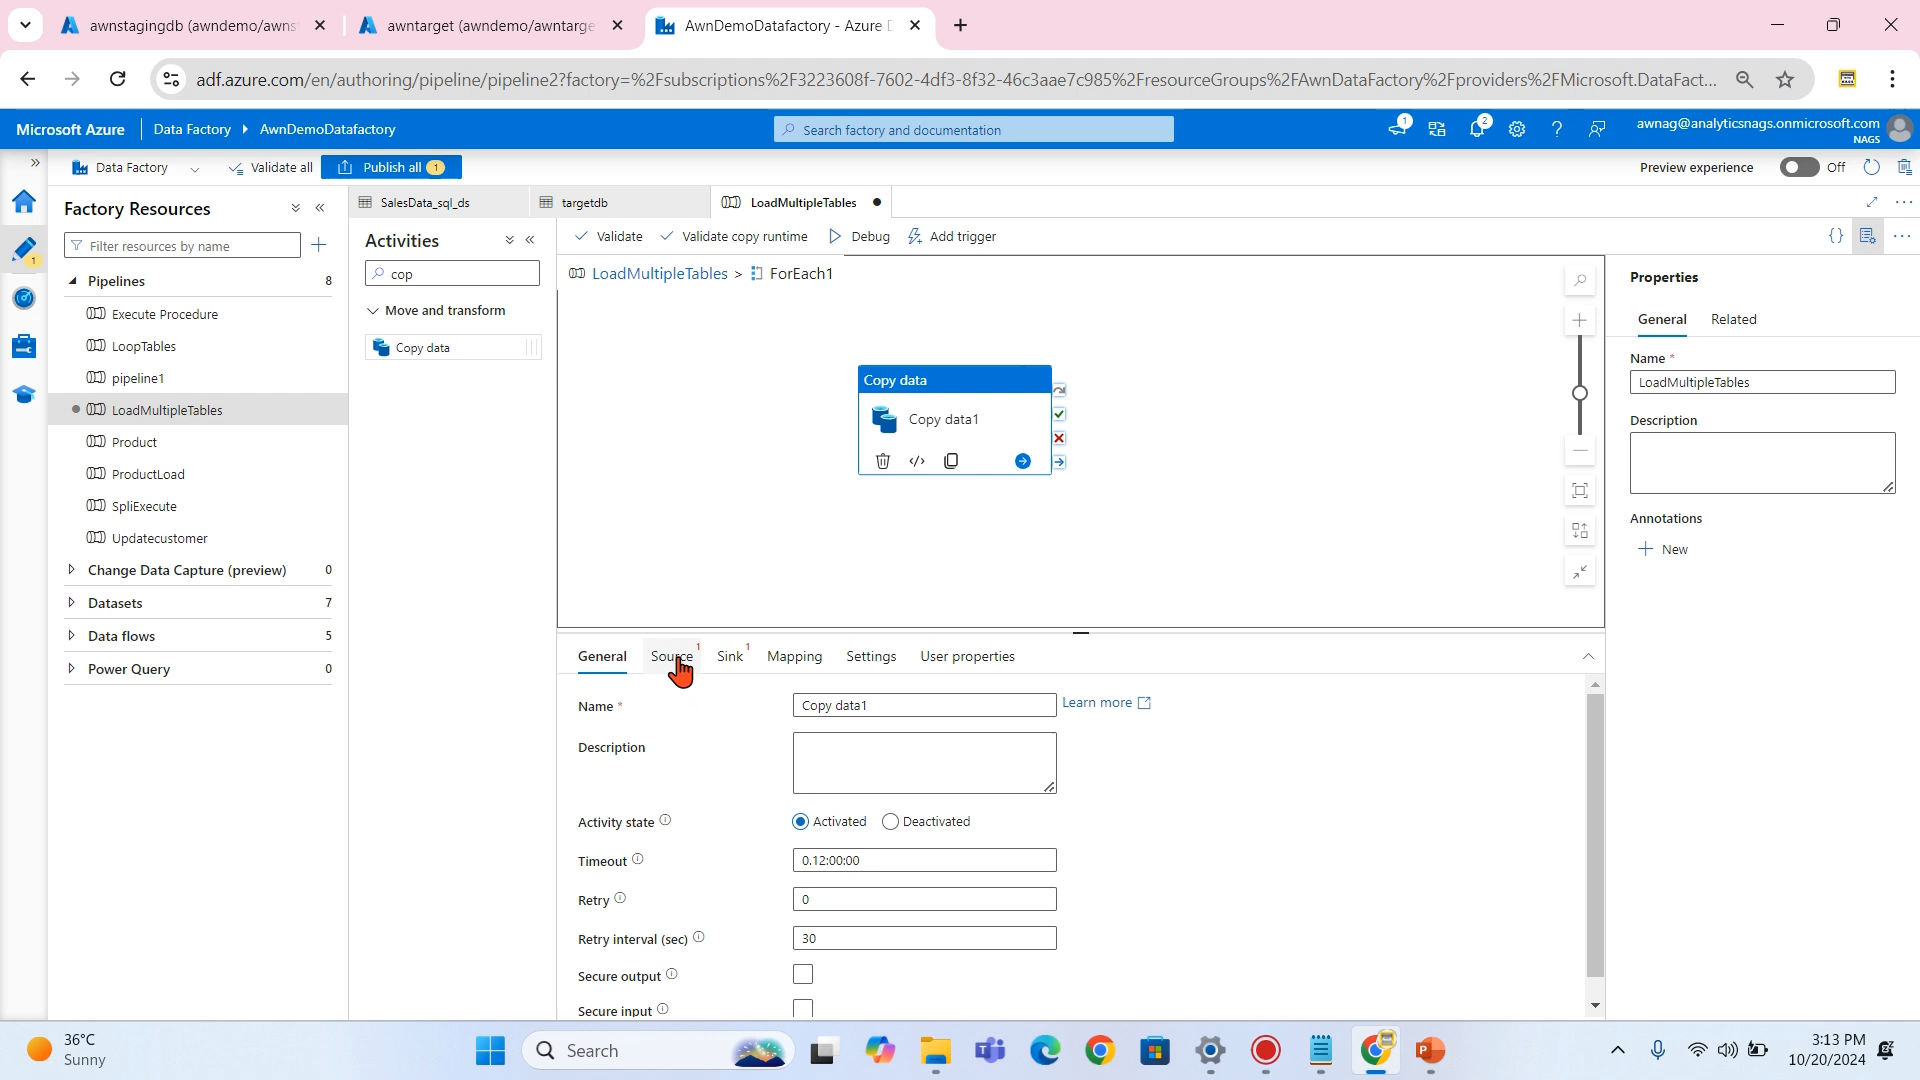 awnstagingdb (awndemo/awns
awntarget (awndemo/awntarge
AwnDemoDatafactory - Azure D
adf.azure.com/en/authoring/pipeline/pipeline2?factory=%2Fsubscriptions%2F3223608f-7602-4df3-8f32-46c3aae7c985%2FresourceGroups%2FAwnDataFactory%2Fproviders%2FMicrosoft.DataFact...
Microsoft Azure
Data Factory
AwnDemoDatafactory
Search factory and documentation
1
2
awnag@analyticsnags.onmicrosoft.com
NAGS
Data Factory
Validate all
Publish all 1
Preview experience
Off
Factory Resources
Filter resources by name
1
Pipelines 8
Execute Procedure
LoopTables
pipeline1
LoadMultipleTables
Product
ProductLoad
SpliExecute
Updatecustomer
Change Data Capture (preview) 0
Datasets 7
Data flows 5
Power Query 0
SalesData_sql_ds
targetdb
LoadMultipleTables
Activities
cop
Move and transform
Copy data
Validate
Validate copy runtime
Debug
Add trigger
{}
LoadMultipleTables > ForEach1
Copy data
Copy data1
General
Source 1
Sink 1
Mapping
Settings
User properties
Name *
Copy data1
Learn more
Description
Activity state
Activated
Deactivated
Timeout
0.12:00:00
Retry
0
Retry interval (sec)
30
Secure output
Secure input
Properties
General
Related
Name *
LoadMultipleTables
Description
Annotations
New
36°C
Sunny
Search
3:13 PM
10/20/2024